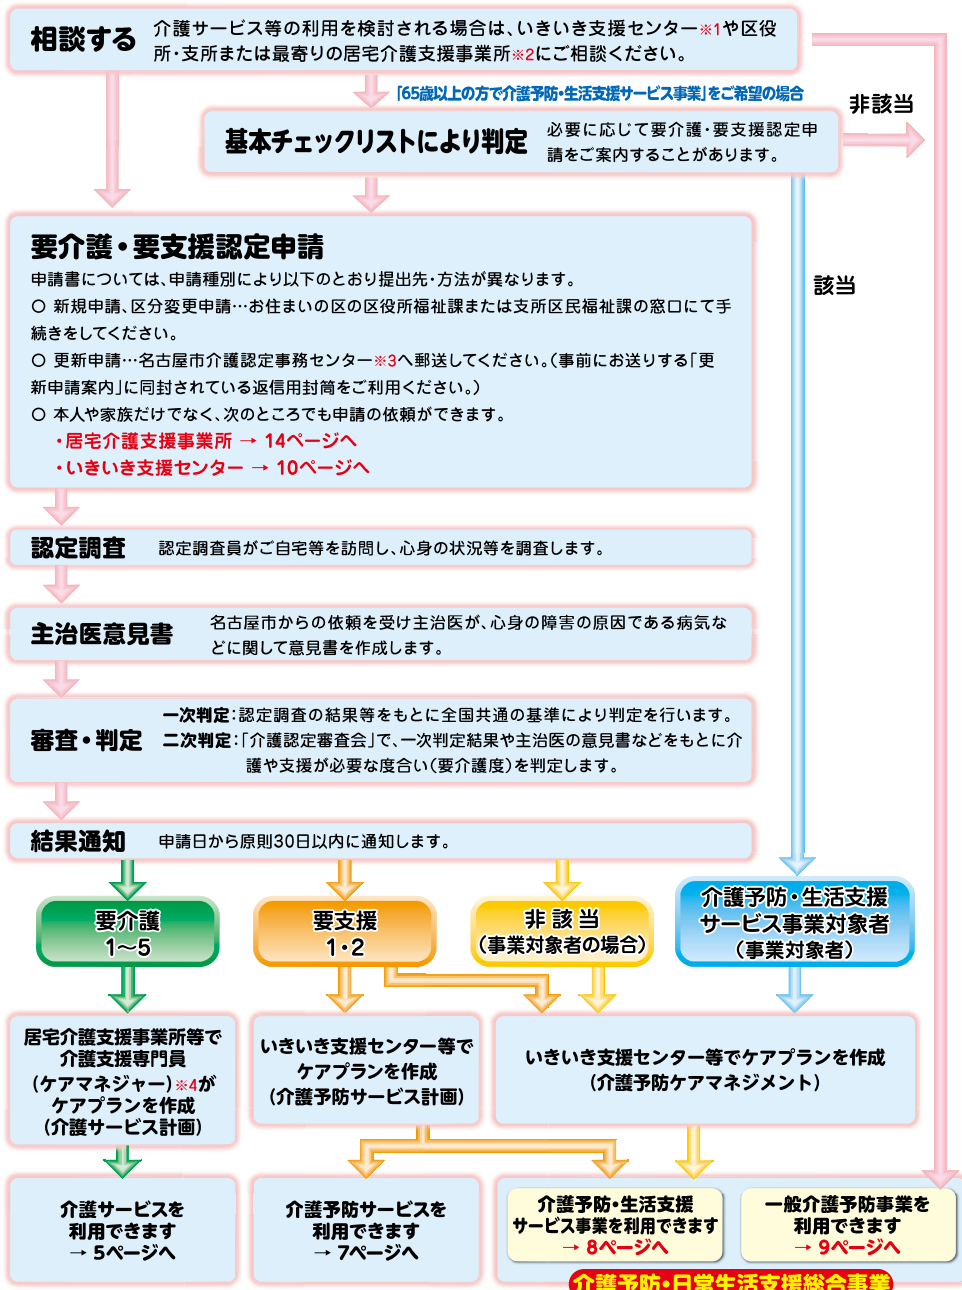 相談する
介護サービス等の利用を検討される場合は、いきいき支援センター※1や区役
所・支所または最寄りの居宅介護支援事業所※2にご相談ください。
「65歳以上の方で介護予防・生活支援サービス事業」をご希望の場合
基本チェックリストにより判定
必要に応じて要介護・要支援認定申
請をご案内することがあります。
非該当
該当
要介護・要支援認定申請
申請書については、申請種別により以下のとおり提出先・方法が異なります。
○ 新規申請、区分変更申請…お住まいの区の区役所福祉課または支所区民福祉課の窓口にて手
続きをしてください。
○ 更新申請…名古屋市介護認定事務センター※3へ郵送してください。（事前にお送りする「更
新申請案内」に同封されている返信用封筒をご利用ください。）
○ 本人や家族だけでなく、次のところでも申請の依頼ができます。
・居宅介護支援事業所 → 14ページへ
・いきいき支援センター → 10ページへ
認定調査
認定調査員がご自宅等を訪問し、心身の状況等を調査します。
主治医意見書
名古屋市からの依頼を受け主治医が、心身の障害の原因である病気な
どに関して意見書を作成します。
審査・判定
一次判定：認定調査の結果等をもとに全国共通の基準により判定を行います。
二次判定：「介護認定審査会」で、一次判定結果や主治医の意見書などをもとに介
護や支援が必要な度合い（要介護度）を判定します。
結果通知
申請日から原則30日以内に通知します。
要介護
1～5
要支援
1・2
非該当
（事業対象者の場合）
介護予防・生活支援
サービス事業対象者
（事業対象者）
居宅介護支援事業所等で
介護支援専門員
（ケアマネジャー）※4が
ケアプランを作成
（介護サービス計画）
いきいき支援センター等で
ケアプランを作成
（介護予防サービス計画）
いきいき支援センター等でケアプランを作成
（介護予防ケアマネジメント）
介護サービスを
利用できます
→ 5ページへ
介護予防サービスを
利用できます
→ 7ページへ
介護予防・生活支援
サービス事業を利用できます
→ 8ページへ
一般介護予防事業を
利用できます
→ 9ページへ
介護予防・日常生活支援総合事業